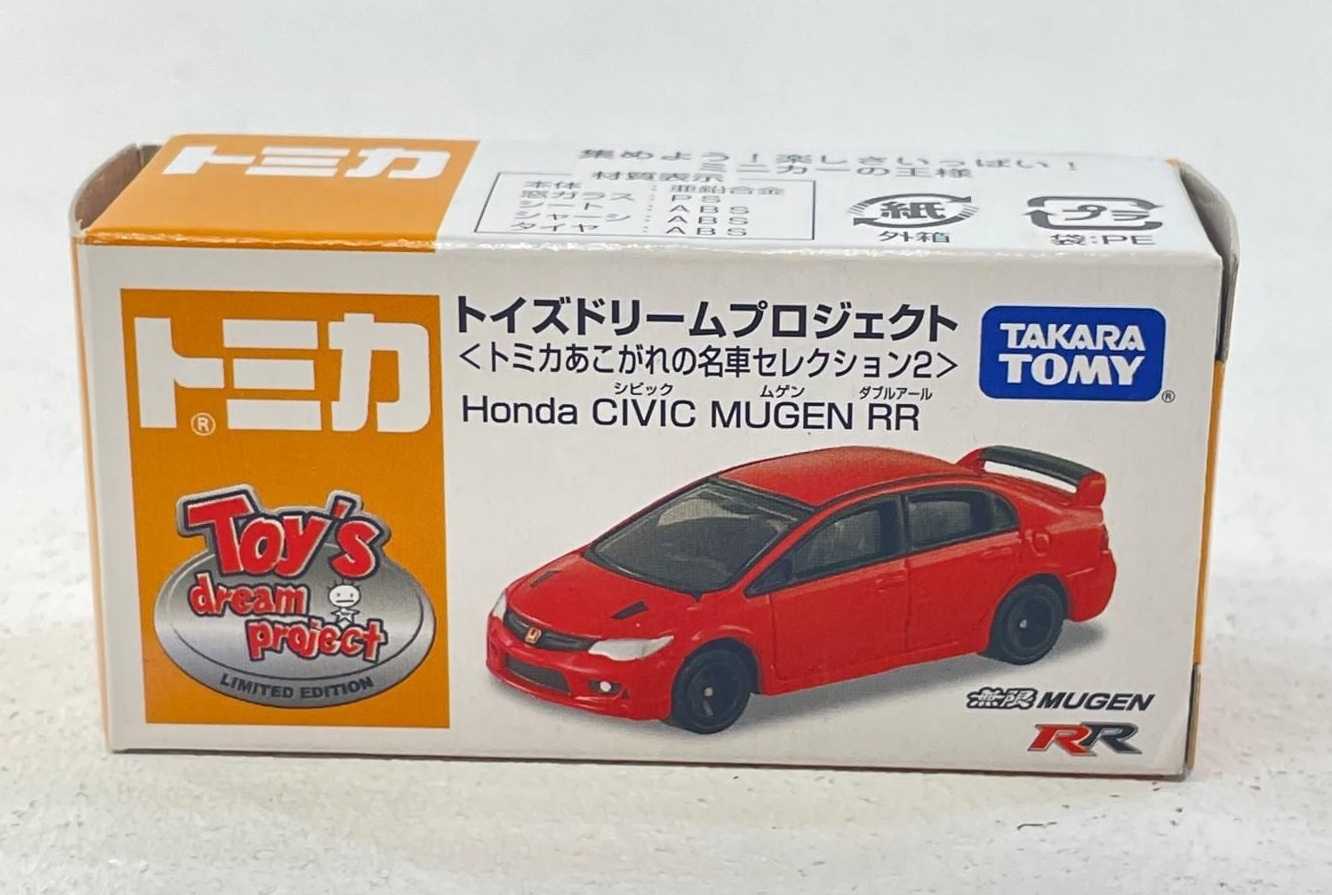 トミカ
集めよう！楽しさいっぱい！
ミニカーの王様
材質表示
本体 : 亜鉛合金
窓ガラス : PS
シート : ABS
シャーシ : ABS
タイヤ : ABS
紙
外箱
プラ
袋:PE
トミカ®
トイズドリームプロジェクト
<トミカあこがれの名車セレクション2>
シビック ムゲン ダブルアール
Honda CIVIC MUGEN RR
TAKARA
TOMY®
Toy's
dream
project
LIMITED EDITION
無限 MUGEN
RR